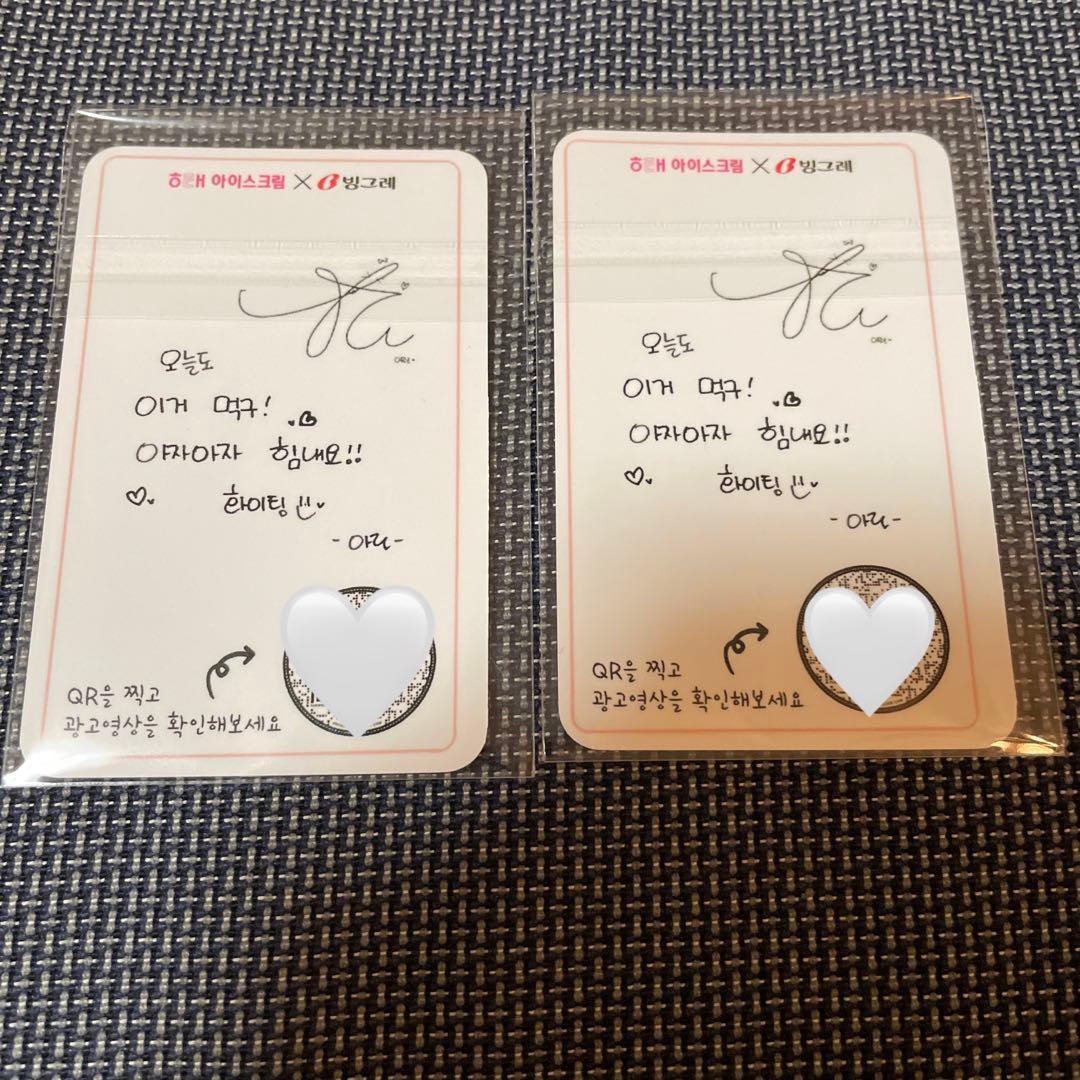 아이스크림 × 빙그레
오늘도
이거 먹구!
아자아자 힘내요!!
화이팅
-아리-
QR을 찍고
광고영상을 확인해보세요
아이스크림 × 빙그레
오늘도
이거 먹구!
아자아자 힘내요!!
화이팅
-아리-
QR을 찍고
광고영상을 확인해보세요